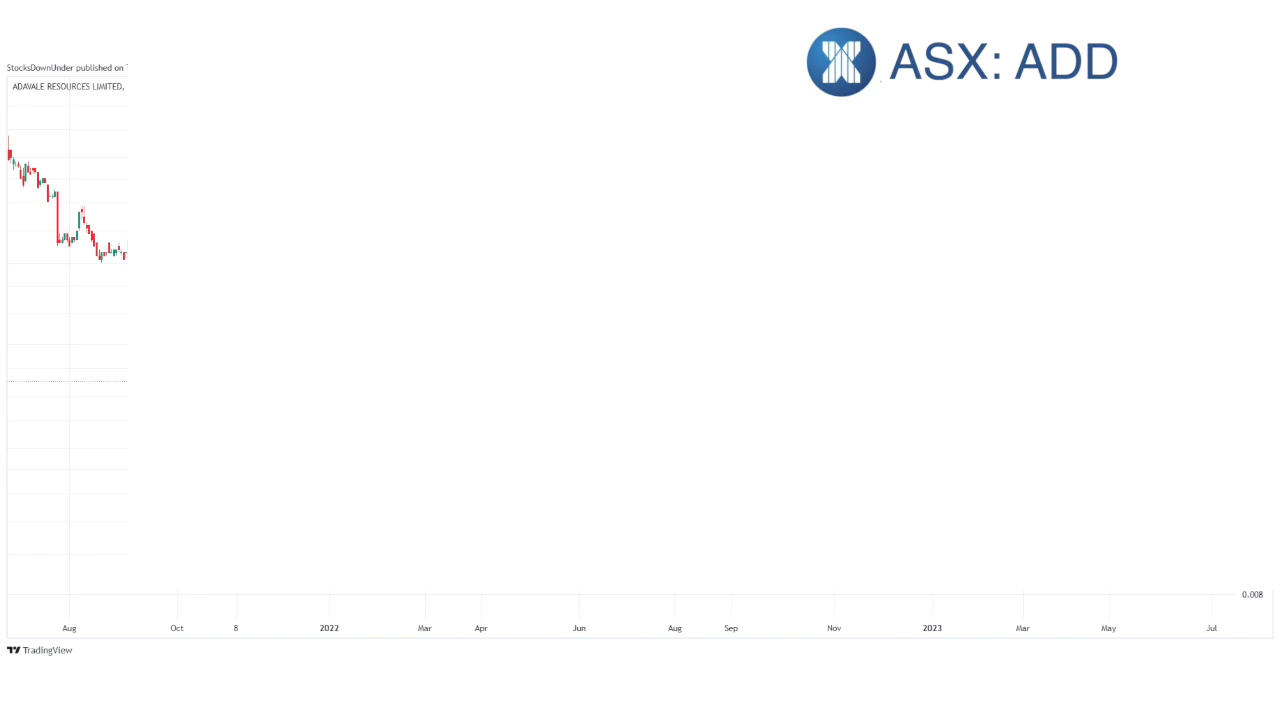 ASX: ADD
StocksDownUnder published on
ADAVALE RESOURCES LIMITED,
0.008
Aug Oct 8 2022 Mar Apr Jun Aug Sep Nov 2023 Mar May Jul
TradingView